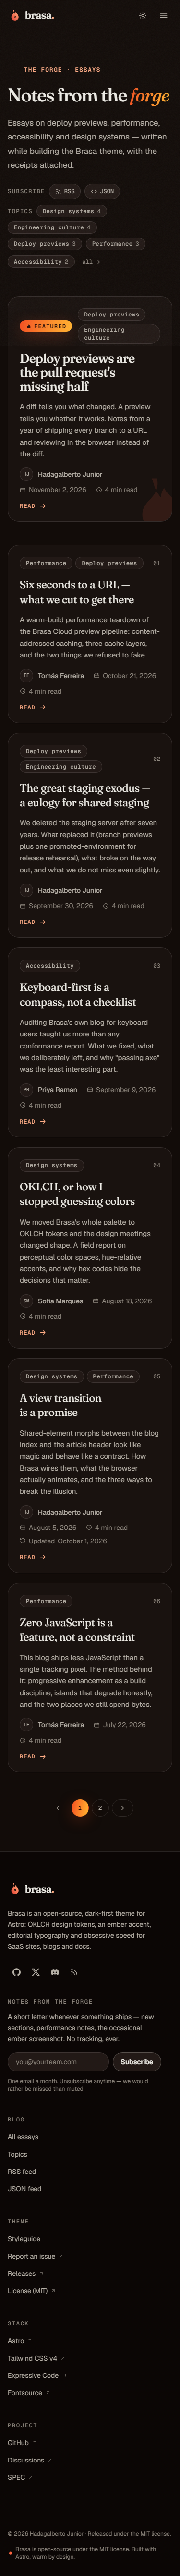 brasa.
THE FORGE · ESSAYS
Notes from the forge
Essays on deploy previews, performance,
accessibility and design systems — written
while building the Brasa theme, with the
receipts attached.
SUBSCRIBE RSS JSON
TOPICS Design systems 4
Engineering culture 4
Deploy previews 3 Performance 3
Accessibility 2 all →
FEATURED Deploy previews
Engineering
culture
Deploy previews are
the pull request's
missing half
A diff tells you what changed. A preview
tells you whether it works. Notes from a
year of shipping every branch to a URL
and reviewing in the browser instead of
the diff.
HJ Hadagalberto Junior
November 2, 2026 4 min read
READ →
Performance Deploy previews 01
Six seconds to a URL —
what we cut to get there
A warm-build performance teardown of
the Brasa Cloud preview pipeline: content-
addressed caching, three cache layers,
and the two things we refused to fake.
TF Tomás Ferreira October 21, 2026
4 min read
READ →
Deploy previews
Engineering culture 02
The great staging exodus —
a eulogy for shared staging
We deleted the staging server after seven
years. What replaced it (branch previews
plus one promoted-environment for
release rehearsal), what broke on the way
out, and what we do not miss even slightly.
HJ Hadagalberto Junior
September 30, 2026 4 min read
READ →
Accessibility 03
Keyboard-first is a
compass, not a checklist
Auditing Brasa's own blog for keyboard
users taught us more than any
conformance report. What we fixed, what
we deliberately left, and why "passing axe"
was the least interesting part.
PR Priya Raman September 9, 2026
4 min read
READ →
Design systems 04
OKLCH, or how I
stopped guessing colors
We moved Brasa's whole palette to
OKLCH tokens and the design meetings
changed shape. A field report on
perceptual color spaces, hue-relative
accents, and why hex codes hide the
decisions that matter.
SM Sofia Marques August 18, 2026
4 min read
READ →
Design systems Performance 05
A view transition
is a promise
Shared-element morphs between the blog
index and the article header look like
magic and behave like a contract. How
Brasa wires them, what the browser
actually animates, and the three ways to
break the illusion.
HJ Hadagalberto Junior
August 5, 2026 4 min read
Updated October 1, 2026
READ →
Performance 06
Zero JavaScript is a
feature, not a constraint
This blog ships less JavaScript than a
single tracking pixel. The method behind
it: progressive enhancement as a build
discipline, islands that degrade honestly,
and the two places we still spend bytes.
TF Tomás Ferreira July 22, 2026
4 min read
READ →
‹ 1 2 ›
brasa.
Brasa is an open-source, dark-first theme for
Astro: OKLCH design tokens, an ember accent,
editorial typography and obsessive speed for
SaaS sites, blogs and docs.
NOTES FROM THE FORGE
A short letter whenever something ships — new
sections, performance notes, the occasional
ember screenshot. No tracking, ever.
you@yourteam.com Subscribe
One email a month. Unsubscribe anytime — we would
rather be missed than muted.
BLOG
All essays
Topics
RSS feed
JSON feed
THEME
Styleguide
Report an issue ↗
Releases ↗
License (MIT) ↗
STACK
Astro ↗
Tailwind CSS v4 ↗
Expressive Code ↗
Fontsource ↗
PROJECT
GitHub ↗
Discussions ↗
SPEC ↗
© 2026 Hadagalberto Junior · Released under the MIT license.
Brasa is open-source under the MIT license. Built with
Astro, warm by design.